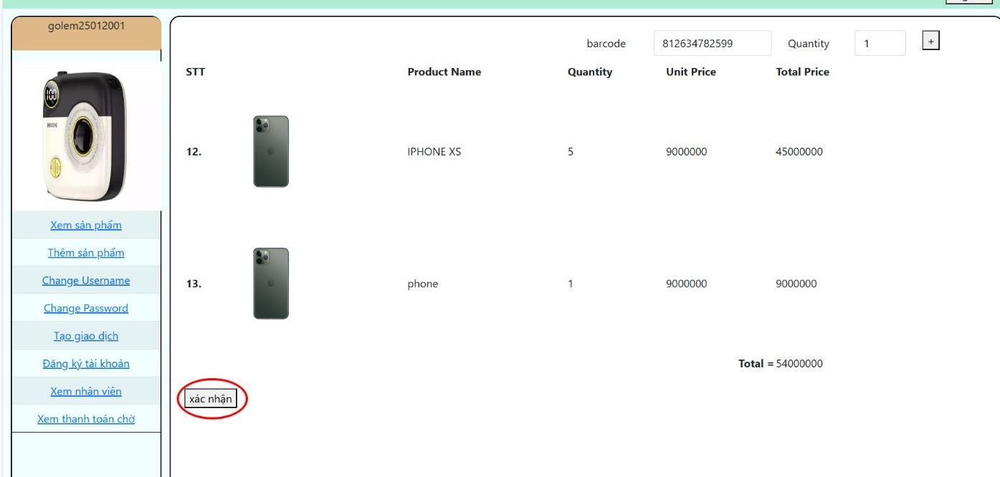 golem25012001
barcode 812634782599 Quantity 1 +
STT Product Name Quantity Unit Price Total Price
100
12. IPHONE XS 5 9000000 45000000
Xem sản phẩm
Thêm sản phẩm
Change Username
13. phone 1 9000000 9000000
Change Password
Tạo giao dịch
Đăng ký tài khoản
Total = 54000000
Xem nhân viên
xác nhận
Xem thanh toán chờ